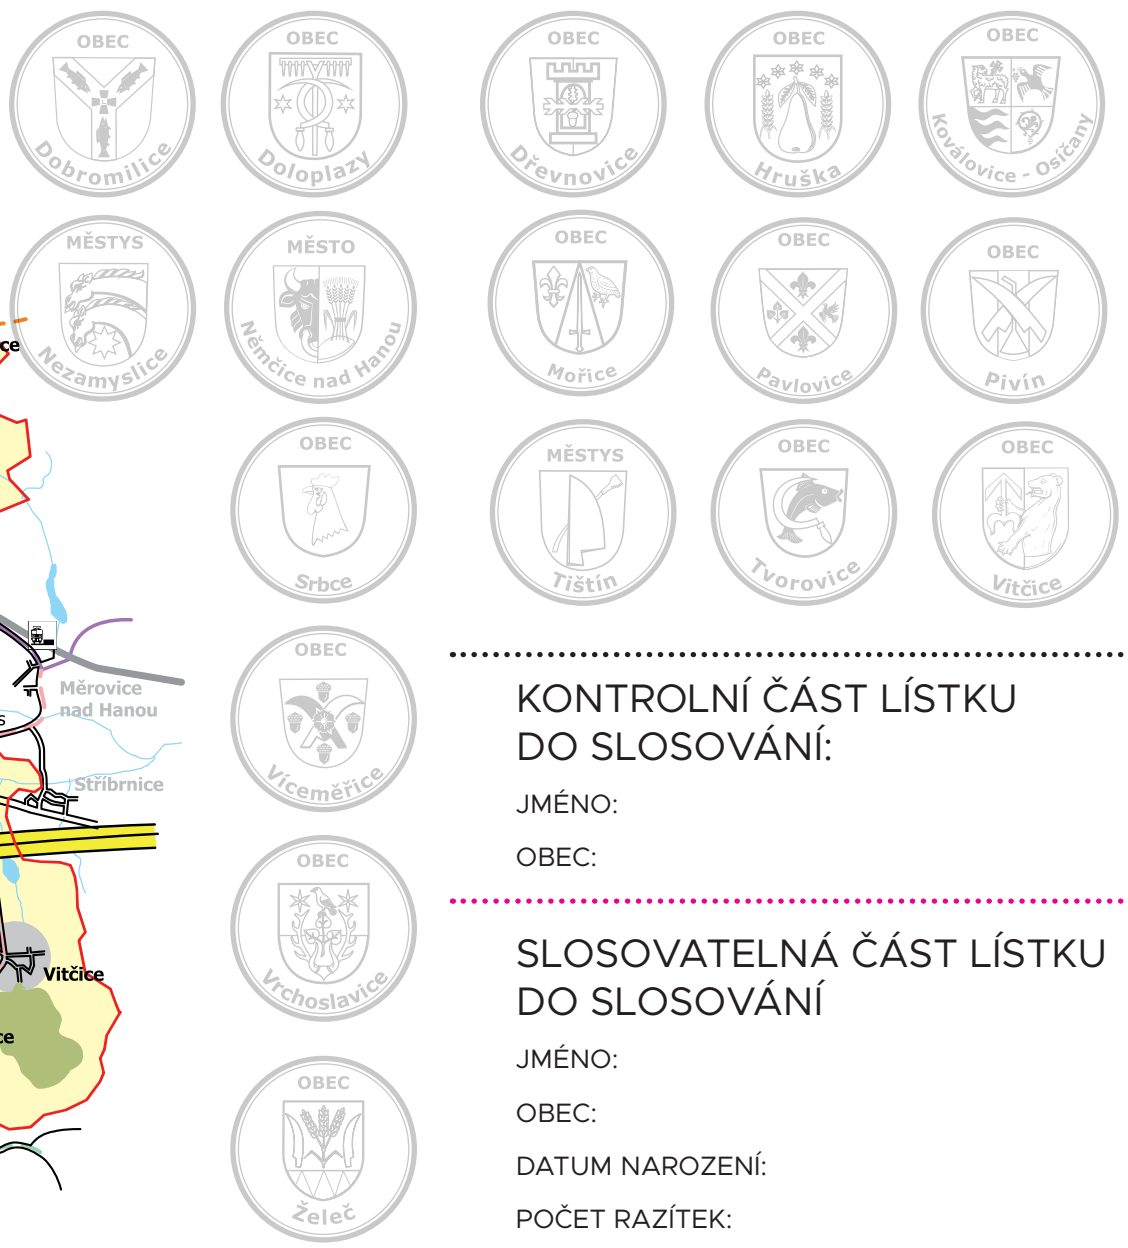 OBEC
Dobromilice
OBEC
Doloplazy
OBEC
Dřevnovice
OBEC
Hruška
OBEC
Koválovice - Osíčany
MĚSTYS
Nezamyslice
MĚSTO
Němčice nad Hanou
OBEC
Mořice
OBEC
Pavlovice
OBEC
Pivín
OBEC
Srbce
MĚSTYS
Tištín
OBEC
Tvorovice
OBEC
Vitčice
OBEC
Víceměřice
OBEC
Vrchoslavice
OBEC
Želeč
ce
Měrovice
nad Hanou
s
Stříbrnice
Vitčice
ce
KONTROLNÍ ČÁST LÍSTKU
DO SLOSOVÁNÍ:
JMÉNO:
OBEC:
SLOSOVATELNÁ ČÁST LÍSTKU
DO SLOSOVÁNÍ
JMÉNO:
OBEC:
DATUM NAROZENÍ:
POČET RAZÍTEK: